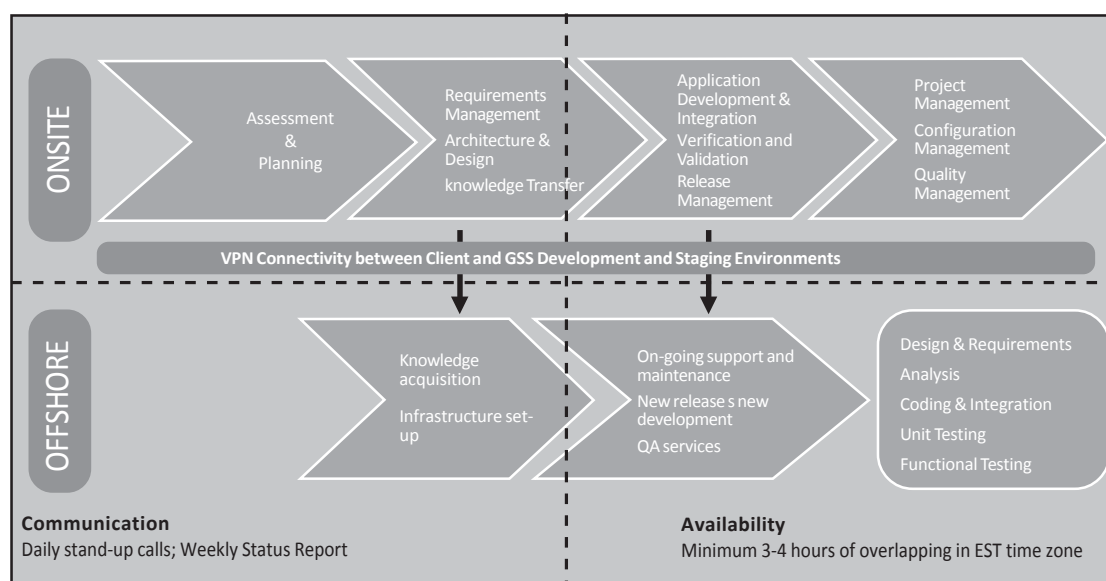 ONSITE
Assessment
&
Planning
Requirements
Management
Architecture &
Design
knowledge Transfer
Application
Development &
Integration
Verification and
Validation
Release
Management
Project
Management
Configuration
Management
Quality
Management
VPN Connectivity between Client and GSS Development and Staging Environments
OFFSHORE
Knowledge
acquisition
Infrastructure set-
up
On-going support and
maintenance
New release s new
development
QA services
Design & Requirements
Analysis
Coding & Integration
Unit Testing
Functional Testing
Communication
Daily stand-up calls; Weekly Status Report
Availability
Minimum 3-4 hours of overlapping in EST time zone